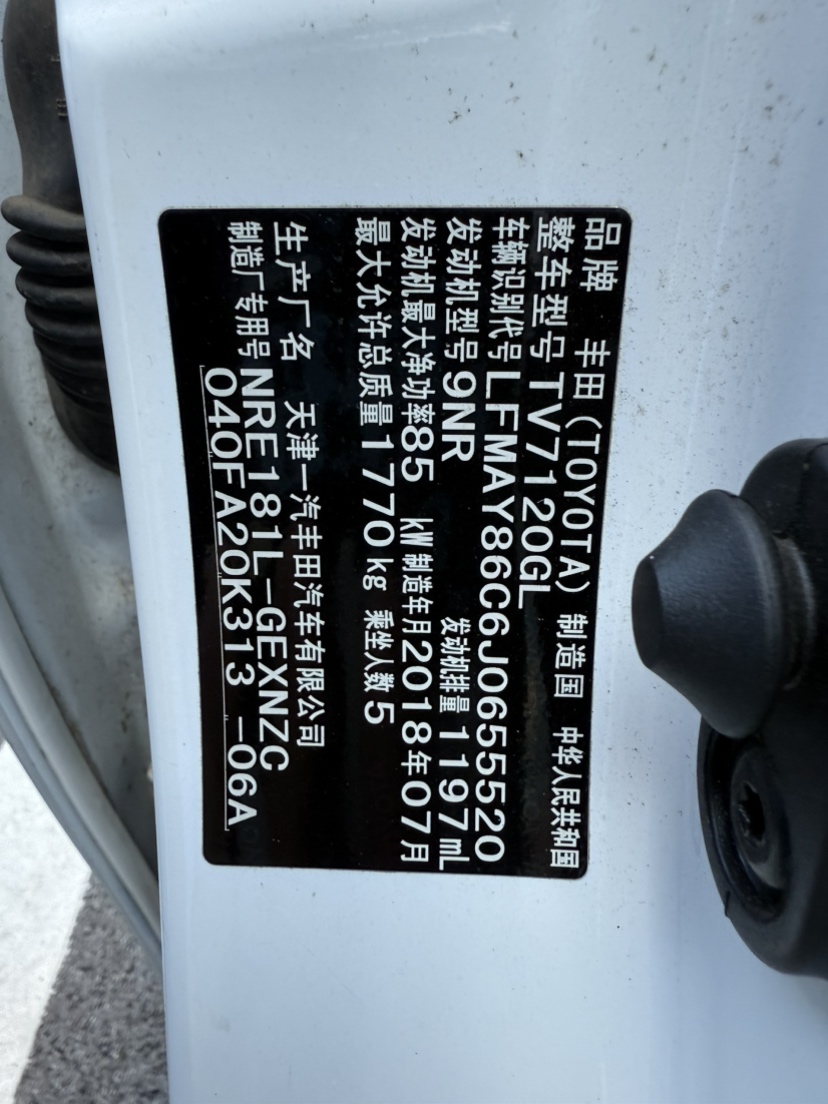 品牌 丰田 (TOYOTA) 制造国 中华人民共和国
整车型号 TV7120GL
车辆识别代号 LFMAY86C6J0655520
发动机型号 9NR 发动机排量 1197mL
发动机最大净功率 85 kW 制造年月 2018年07月
最大允许总质量 1770kg 乘坐人数 5
生产厂名 天津一汽丰田汽车有限公司
制造厂专用号 NRE181L-GEXNZC
040FA20K313 -06A